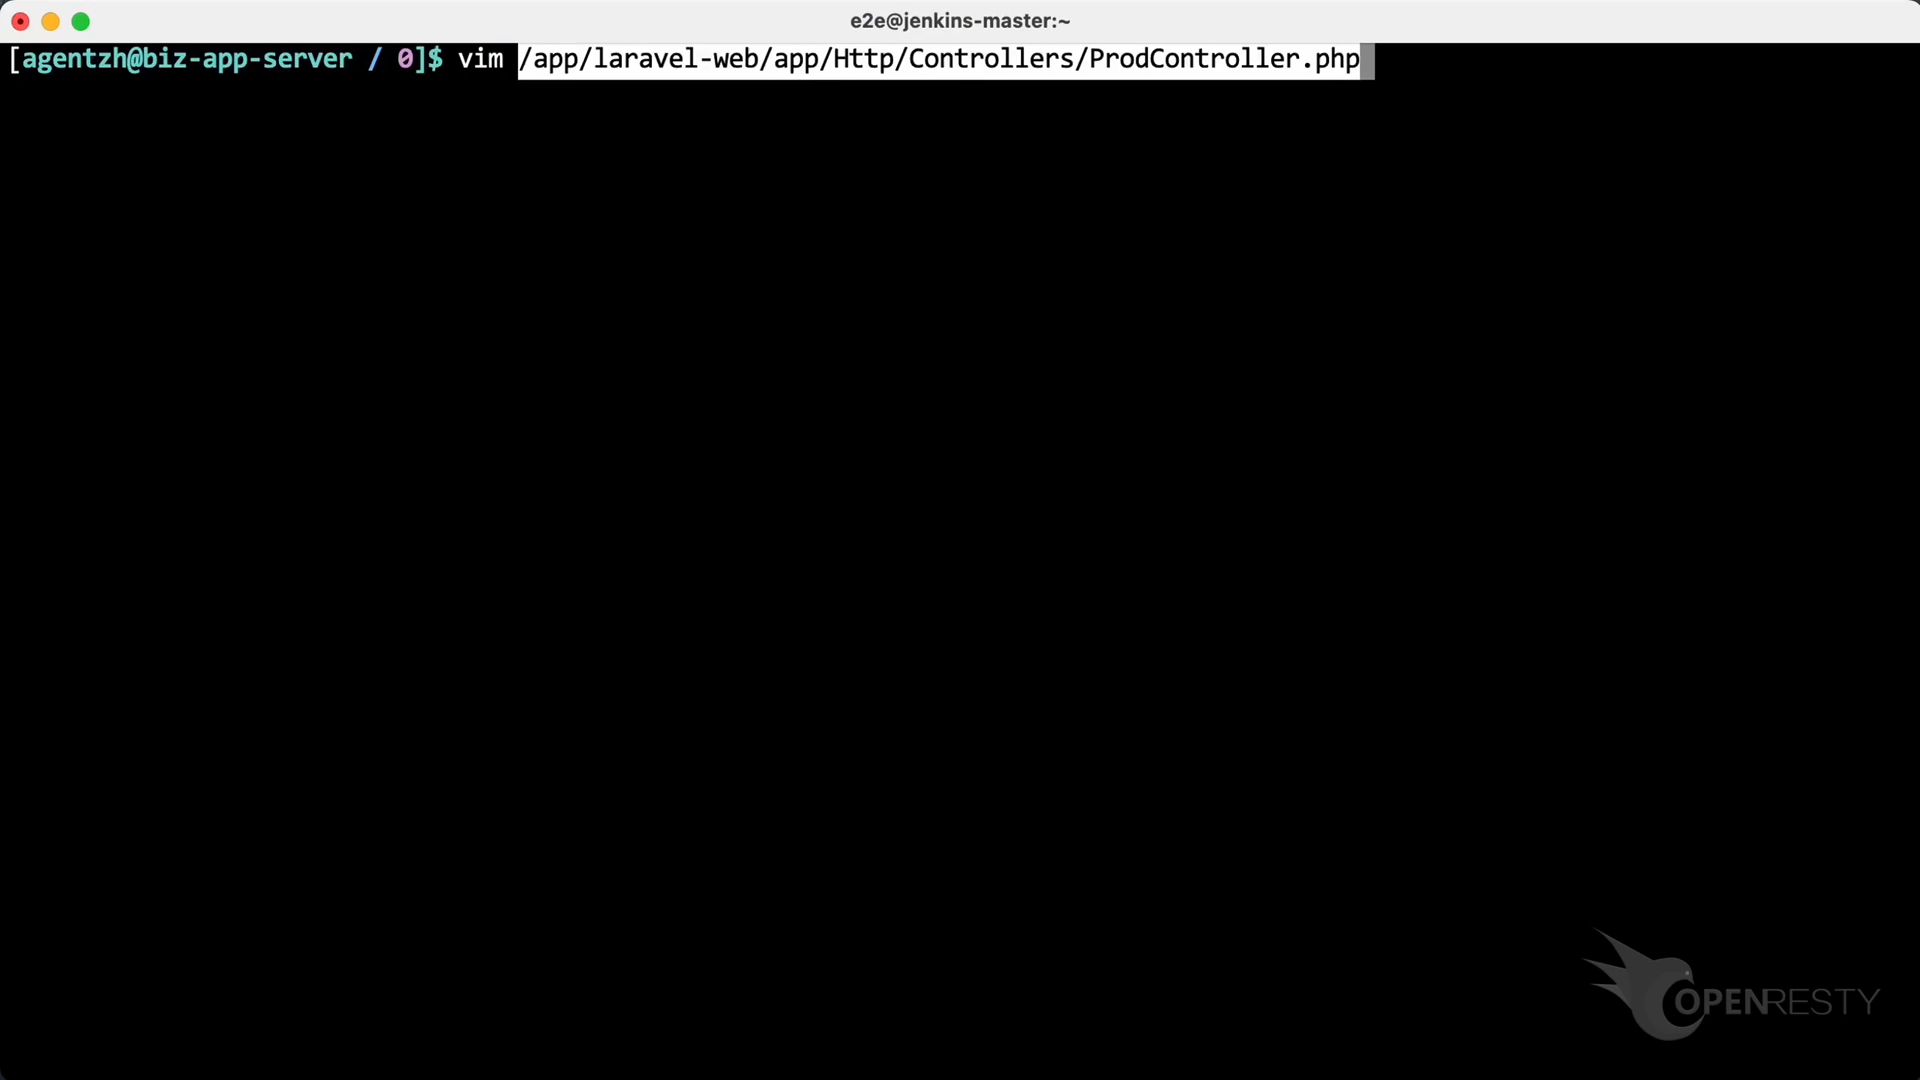 e2e@jenkins-master:~
[agentzh@biz-app-server / 0]$ vim /app/laravel-web/app/Http/Controllers/ProdController.php
OPENRESTY